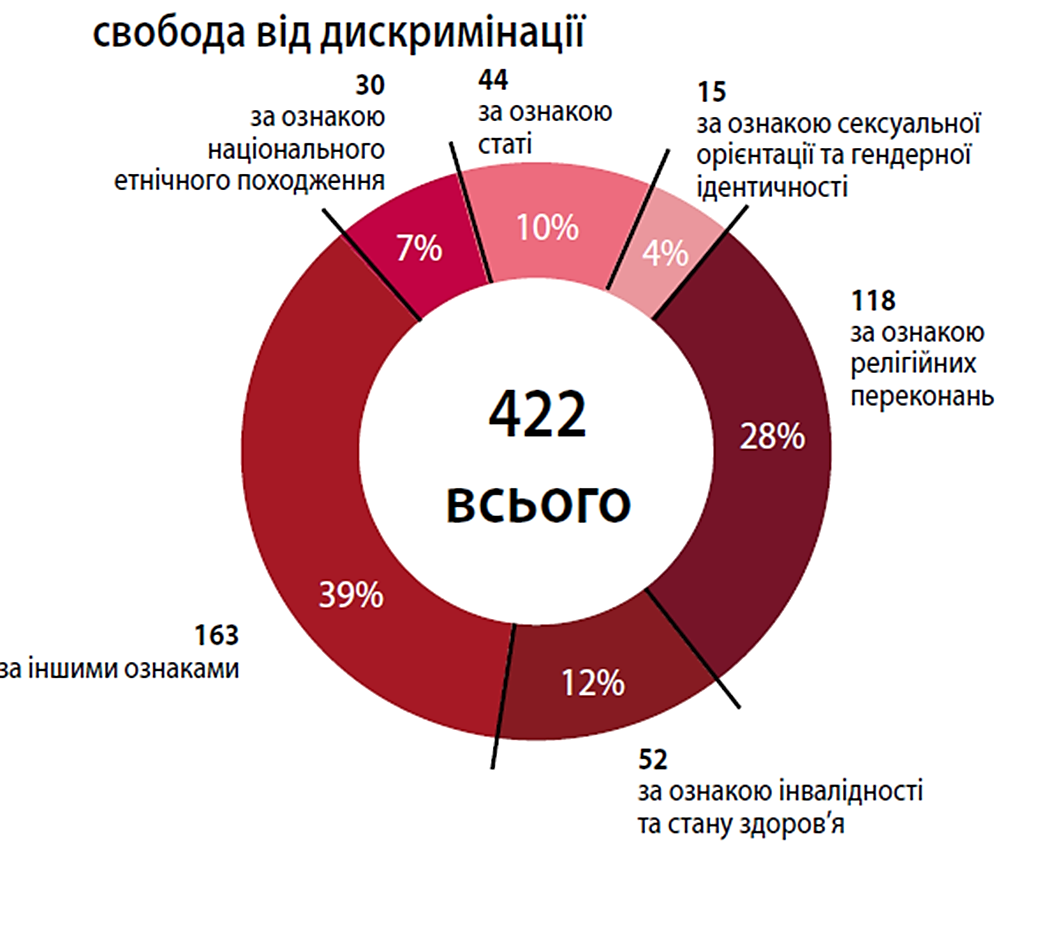 свобода від дискримінації
30
за ознакою
національного
етнічного походження
44
за ознакою
статі
15
за ознакою сексуальної
орієнтації та гендерної
ідентичності
7%
10%
4%
118
за ознакою
релігійних
переконань
28%
422
всього
39%
163
за іншими ознаками
12%
52
за ознакою інвалідності
та стану здоров’я